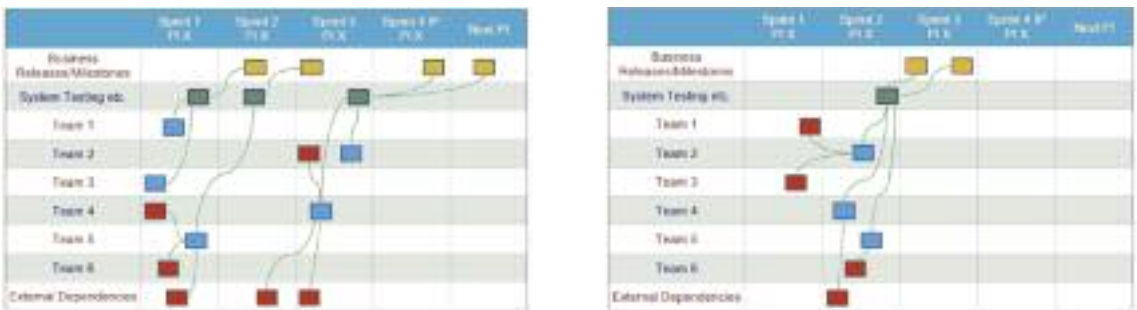 Sprint 1
PI X
Sprint 2
PI X
Sprint 3
PI X
Sprint 4 IP
PI X
Next PI
Business
Releases/Milestones
System Testing etc.
Team 1
Team 2
Team 3
Team 4
Team 5
Team 6
External Dependencies
Sprint 1
PI X
Sprint 2
PI X
Sprint 3
PI X
Sprint 4 IP
PI X
Next PI
Business
Releases/Milestones
System Testing etc.
Team 1
Team 2
Team 3
Team 4
Team 5
Team 6
External Dependencies